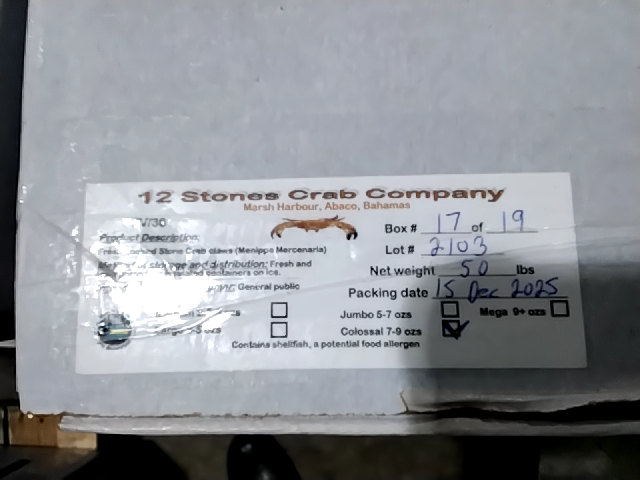 12 Stones Crab Company
Marsh Harbour, Abaco, Bahamas
Box # 17 of 19
Product Description:
Stone Crab claws (Menippe Mercenaria)
Lot # 2103
distribution: Fresh and
containers on ice.
Net weight 50 lbs
General public
Packing date 15 Dec 2025
Jumbo 5-7 ozs
Mega 9+ ozs
Colossal 7-9 ozs
Contains shellfish, a potential food allergen